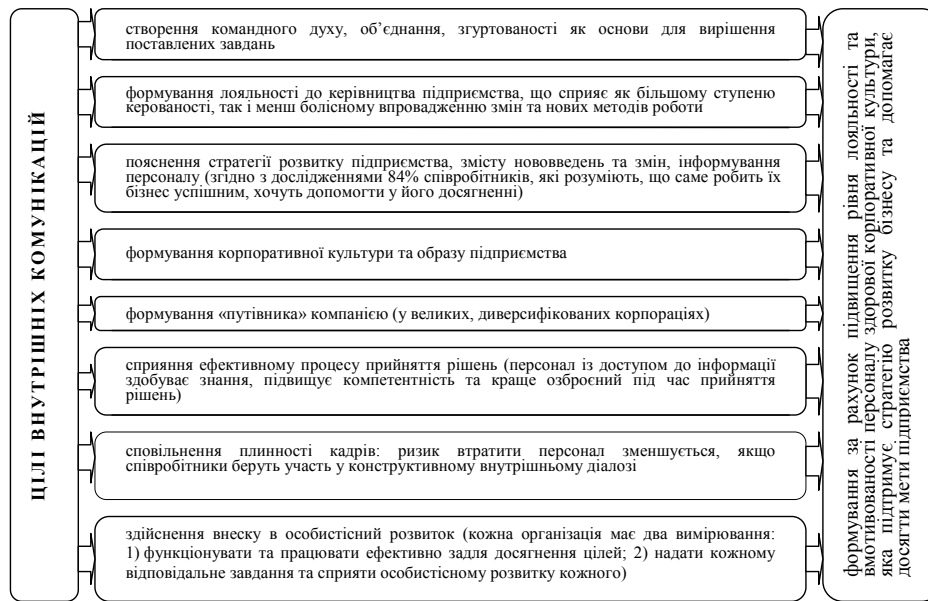 ЦІЛІ ВНУТРІШНІХ КОМУНІКАЦІЙ
створення командного духу, об’єднання, згуртованості як основи для вирішення
поставлених завдань
формування лояльності до керівництва підприємства, що сприяє як більшому ступеню
керованості, так і менш болісному впровадженню змін та нових методів роботи
пояснення стратегії розвитку підприємства, змісту нововведень та змін, інформування
персоналу (згідно з дослідженнями 84% співробітників, які розуміють, що саме робить їх
бізнес успішним, хочуть допомогти у його досягненні)
формування корпоративної культури та образу підприємства
формування «путівника» компанією (у великих, диверсифікованих корпораціях)
сприяння ефективному процесу прийняття рішень (персонал із доступом до інформації
здобуває знання, підвищує компетентність та краще озброєний під час прийняття
рішень)
сповільнення плинності кадрів: ризик втратити персонал зменшується, якщо
співробітники беруть участь у конструктивному внутрішньому діалозі
здійснення внеску в особистісний розвиток (кожна організація має два вимірювання:
1) функціонувати та працювати ефективно задля досягнення цілей; 2) надати кожному
відповідальне завдання та сприяти особистісному розвитку кожного)
формування за рахунок підвищення рівня лояльності та
вмотивованості персоналу здорової корпоративної культури,
яка підтримує стратегію розвитку бізнесу та допомагає
досягти мети підприємства